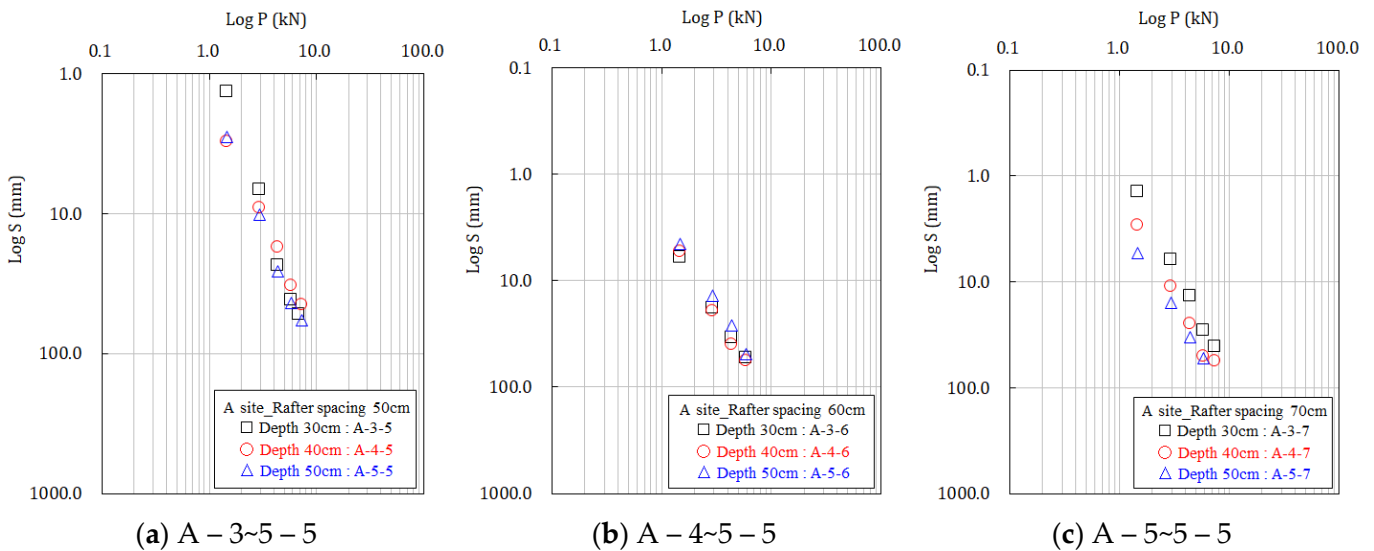 Log P (kN)
0.1 1.0 10.0 100.0
1.0
10.0
100.0
1000.0
Log S (mm)
A site_Rafter spacing 50cm
Depth 30cm : A-3-5
Depth 40cm : A-4-5
Depth 50cm : A-5-5
(a) A – 3~5 – 5
Log P (kN)
0.1 1.0 10.0 100.0
0.1
1.0
10.0
100.0
1000.0
Log S (mm)
A site_Rafter spacing 60cm
Depth 30cm : A-3-6
Depth 40cm : A-4-6
Depth 50cm : A-5-6
(b) A – 4~5 – 5
Log P (kN)
0.1 1.0 10.0 100.0
0.1
1.0
10.0
100.0
1000.0
Log S (mm)
A site_Rafter spacing 70cm
Depth 30cm : A-3-7
Depth 40cm : A-4-7
Depth 50cm : A-5-7
(c) A – 5~5 – 5